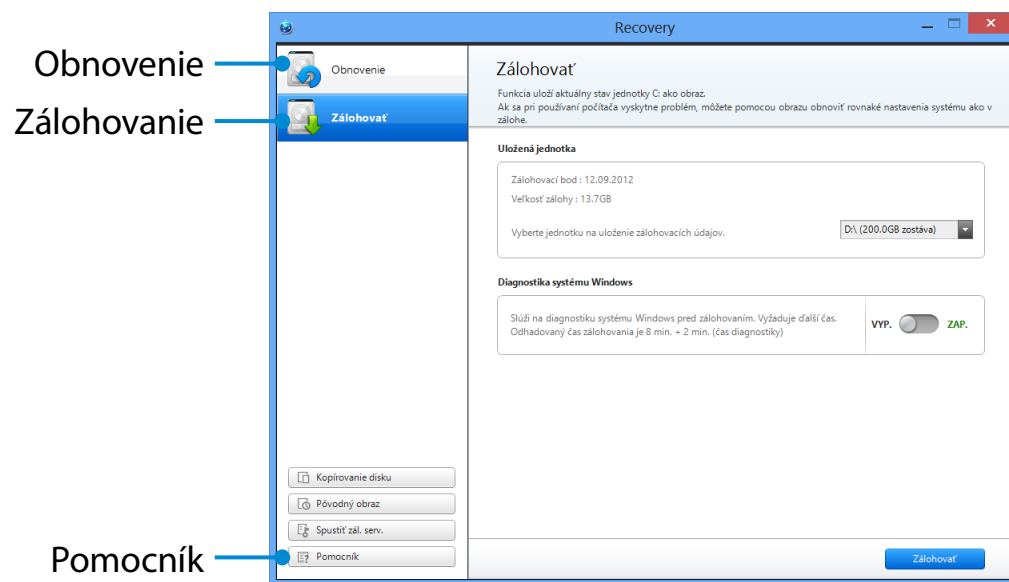 Recovery
Obnovenie
Zálohovanie
Pomocník
Obnovenie
Zálohovať
Kopírovanie disku
Pôvodný obraz
Spustiť zál. serv.
Pomocník
Zálohovať
Funkcia uloží aktuálny stav jednotky C: ako obraz.
Ak sa pri používaní počítača vyskytne problém, môžete pomocou obrazu obnoviť rovnaké nastavenia systému ako v
zálohe.
Uložená jednotka
Zálohovací bod : 12.09.2012
Veľkosť zálohy : 13.7GB
Vyberte jednotku na uloženie zálohovacích údajov.
D:\ (200.0GB zostáva)
Diagnostika systému Windows
Slúži na diagnostiku systému Windows pred zálohovaním. Vyžaduje ďalší čas.
Odhadovaný čas zálohovania je 8 min. + 2 min. (čas diagnostiky)
VYP. ZAP.
Zálohovať